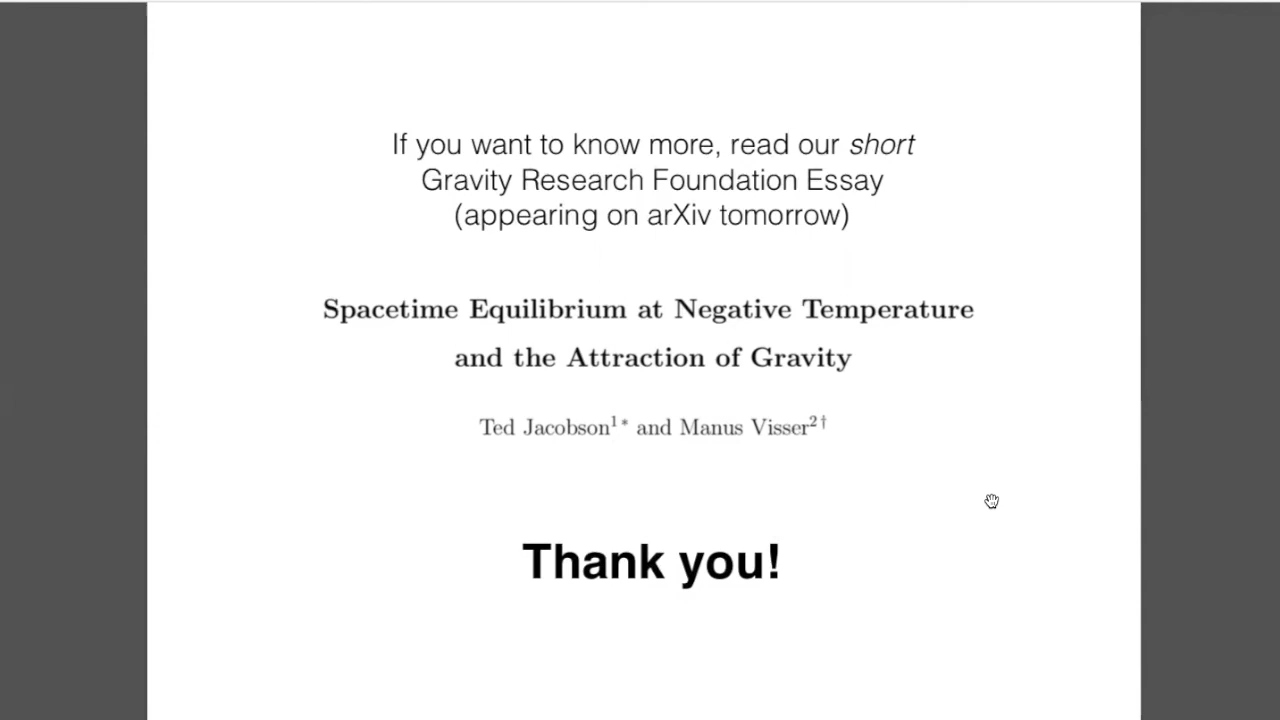 If you want to know more, read our short
Gravity Research Foundation Essay
(appearing on arXiv tomorrow)
Spacetime Equilibrium at Negative Temperature
and the Attraction of Gravity
Ted Jacobson¹* and Manus Visser²†
Thank you!